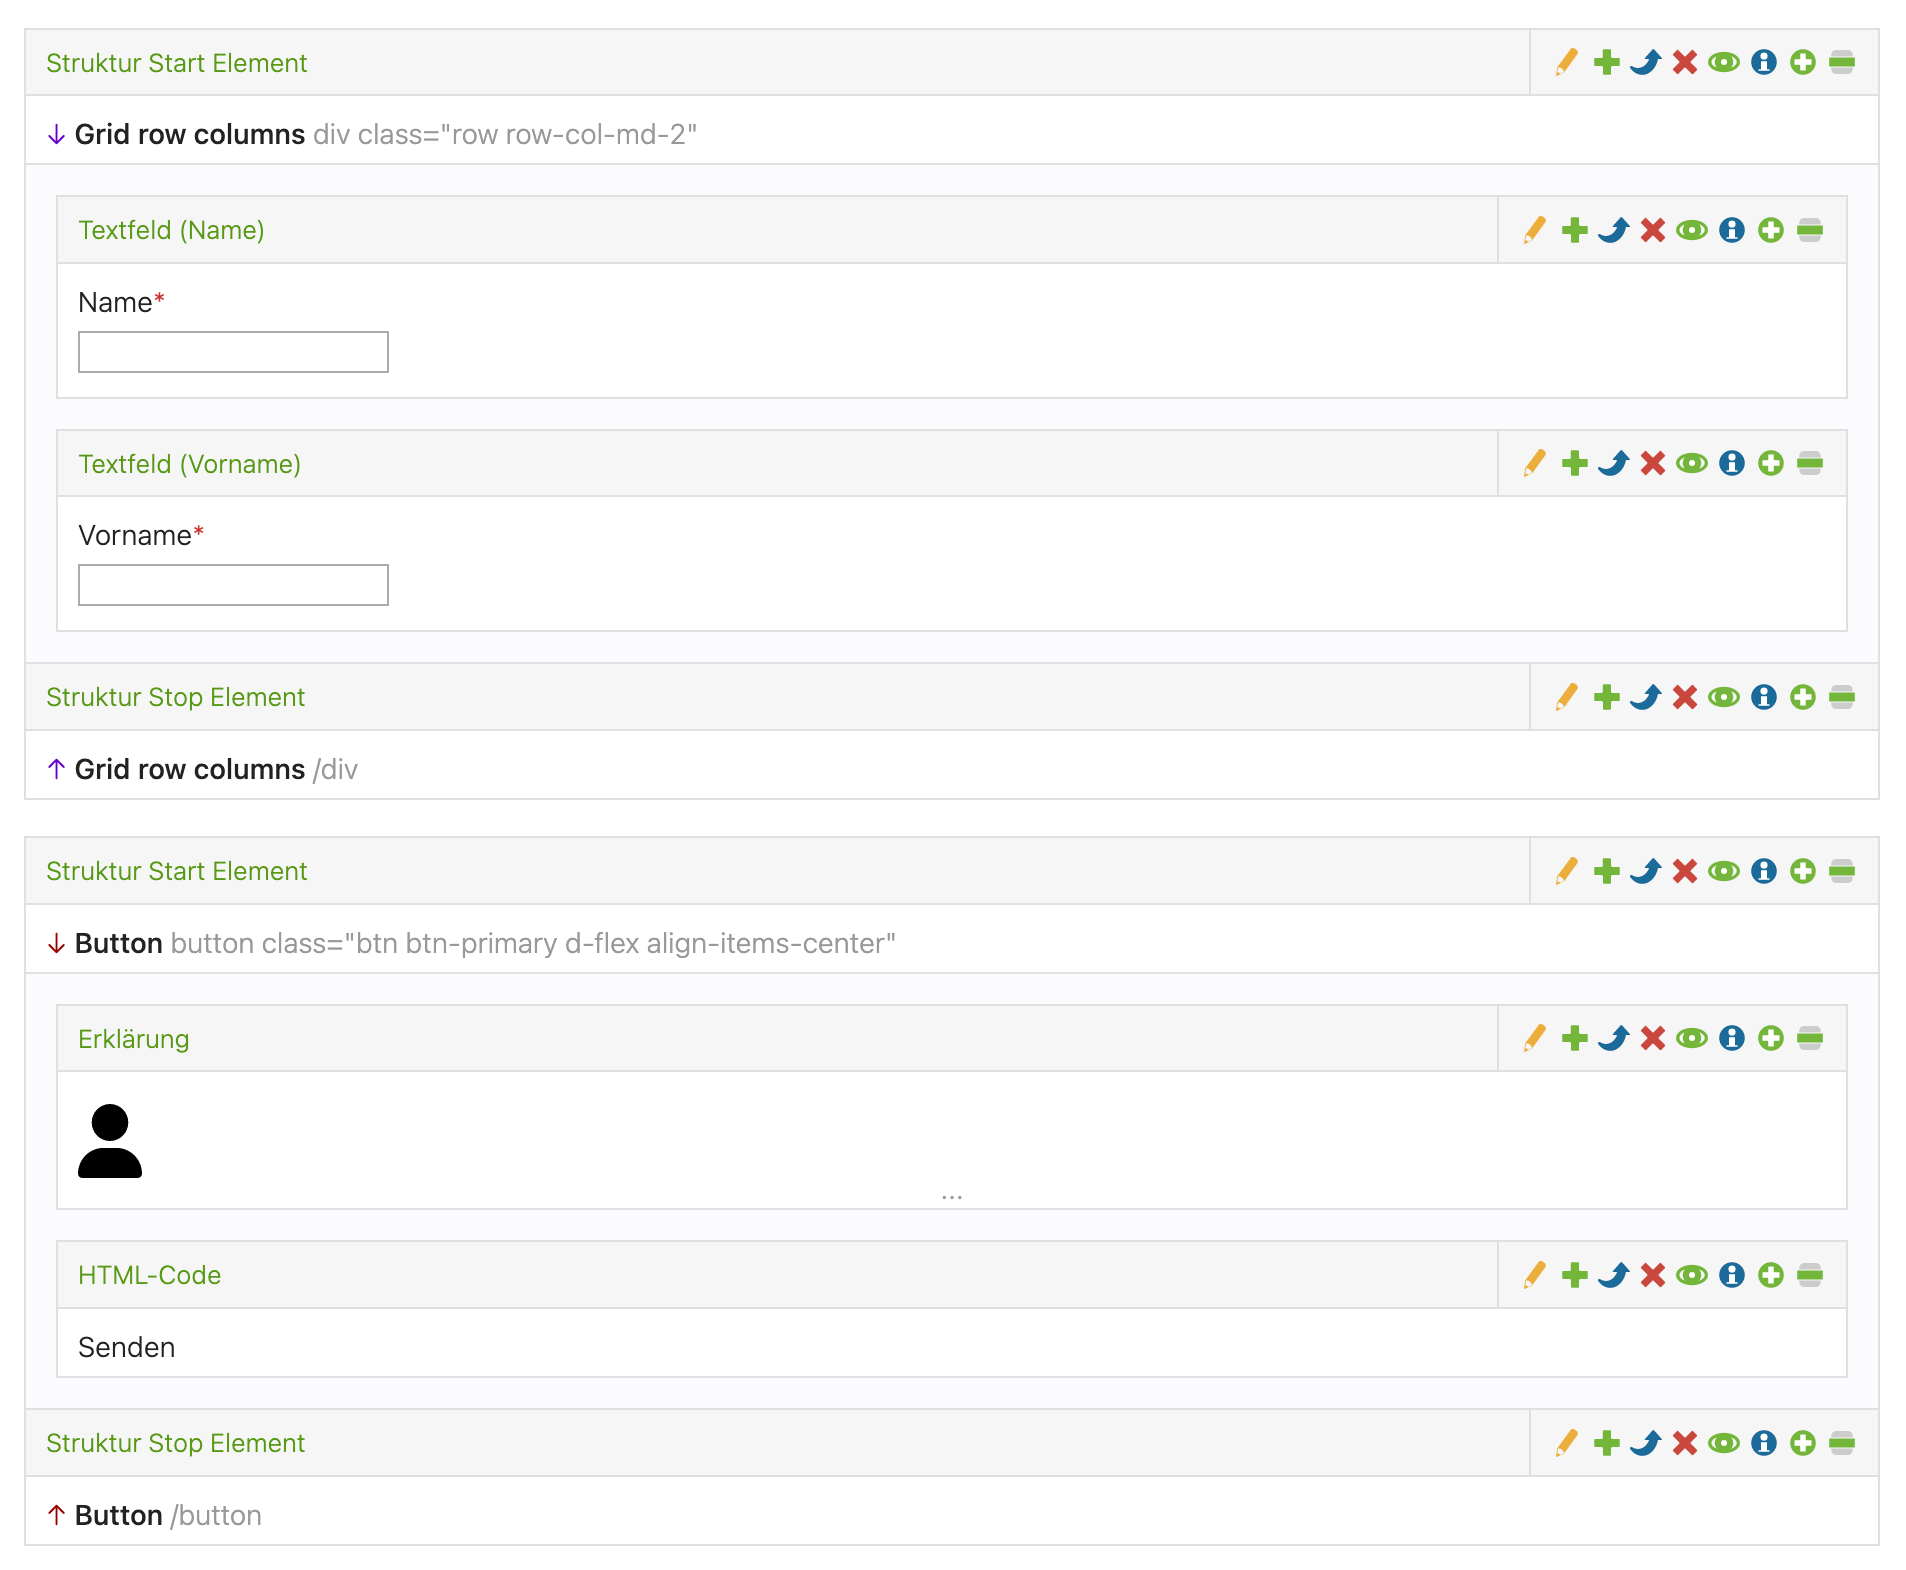 Struktur Start Element
↓ Grid row columns div class="row row-col-md-2"
Textfeld (Name)
Name*
Textfeld (Vorname)
Vorname*
Struktur Stop Element
↑ Grid row columns /div
Struktur Start Element
↓ Button button class="btn btn-primary d-flex align-items-center"
Erklärung
...
HTML-Code
Senden
Struktur Stop Element
↑ Button /button